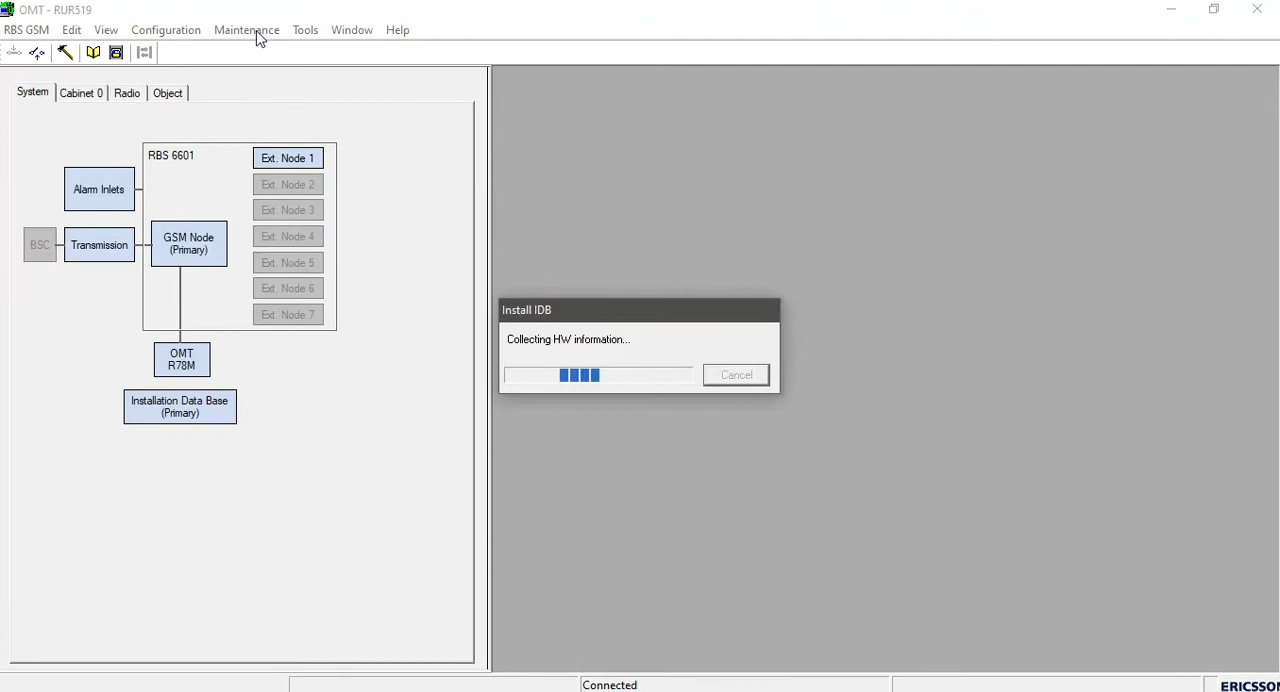 OMT - RUR519
RBS GSM Edit View Configuration Maintenance Tools Window Help
System Cabinet 0 Radio Object
RBS 6601
Ext. Node 1
Alarm Inlets
Ext. Node 2
Ext. Node 3
BSC
Transmission
GSM Node
(Primary)
Ext. Node 4
Ext. Node 5
Ext. Node 6
Ext. Node 7
OMT
R78M
Installation Data Base
(Primary)
Install IDB
Collecting HW information...
Cancel
Connected
ERICSSON